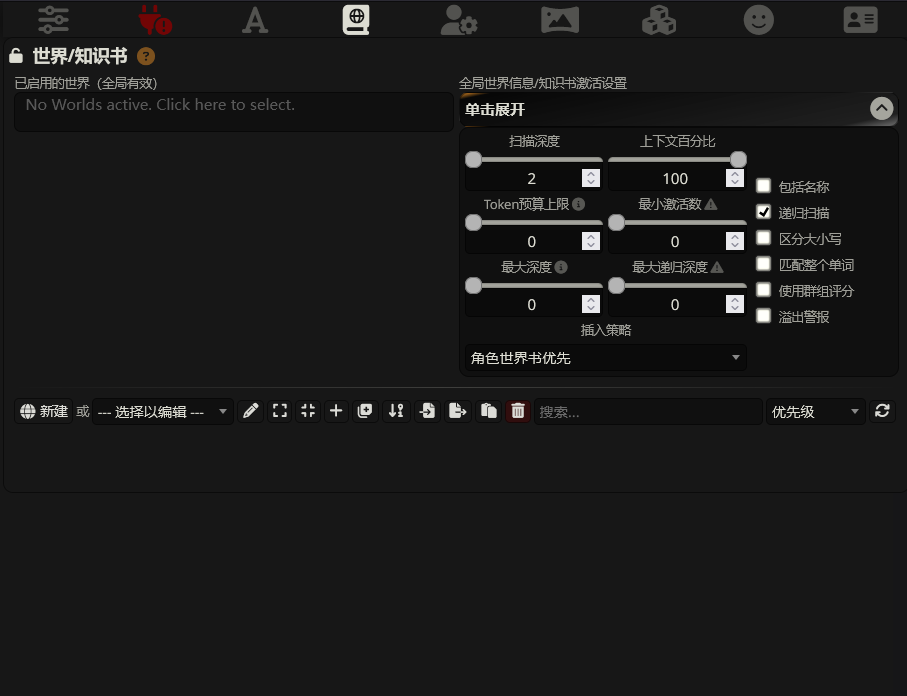 世界/知识书 ?
已启用的世界（全局有效）
No Worlds active. Click here to select.
全局世界信息/知识书激活设置
单击展开
扫描深度
上下文百分比
2
100
Token预算上限
最小激活数
0
0
最大深度
最大递归深度
0
0
插入策略
角色世界书优先
包括名称
递归扫描
区分大小写
匹配整个单词
使用群组评分
溢出警报
新建 或 --- 选择以编辑 --- 搜索... 优先级